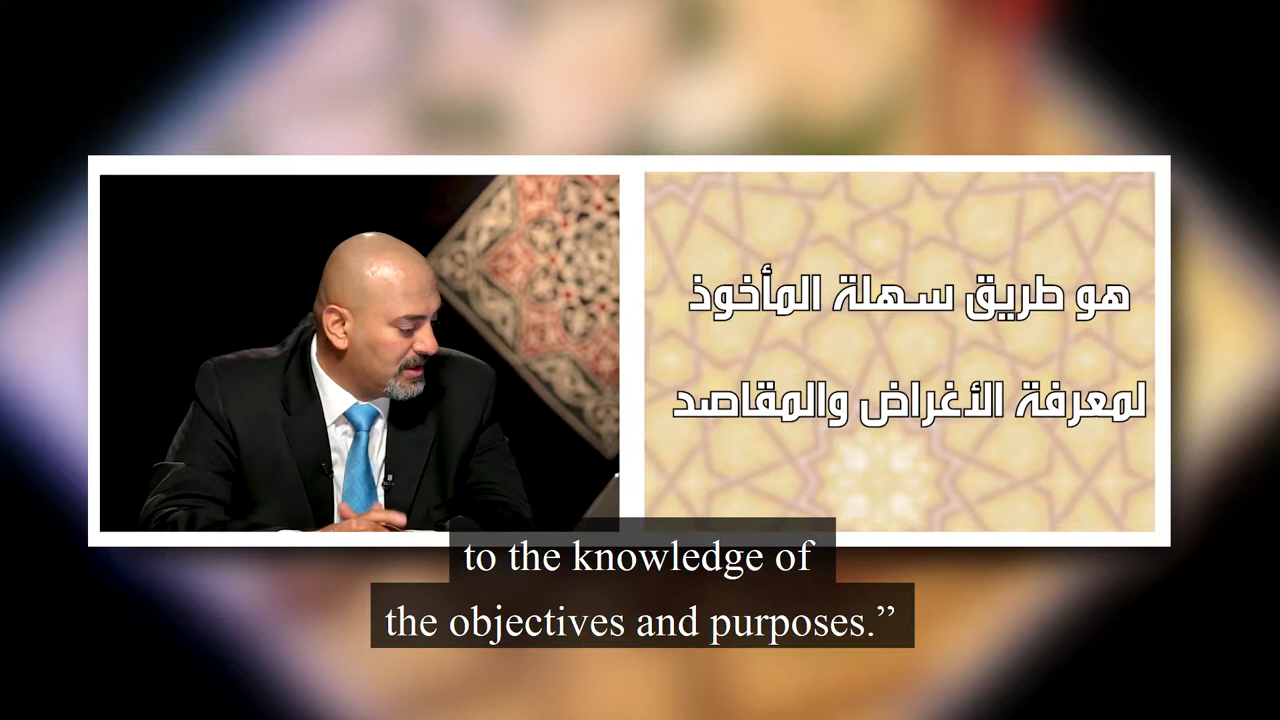 هو طريق سهلة المأخوذ
لمعرفة الأغراض والمقاصد
to the knowledge of
the objectives and purposes.”